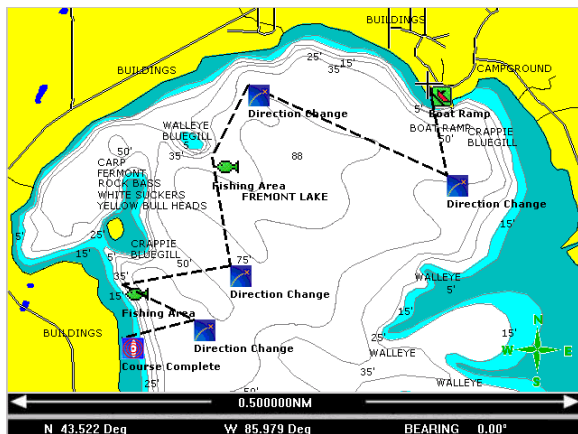 BUILDINGS
25'
15'
35'
BUILDINGS
CAMPGROUND
25'
15'
35'
Direction Change
5'
Boat Ramp
BOAT RAMP
50'
CRAPPIE
BLUEGILL
WALLEYE
BLUEGILL
5'
50'
35'
88
CARP
FERMONT
ROCK BASS
WHITE SUCKERS
YELLOW BULL HEADS
Fishing Area
FREMONT LAKE
Direction Change
15'
5'
25'
15'
CRAPPIE
BLUEGILL
5'
50'
75'
35'
15'
Direction Change
WALLEYE
5'
25'
Fishing Area
BUILDINGS
Direction Change
15'
35'
WALLEYE
N
W E
S
Course Complete
25'
50'
WALLEYE
0.500000NM
N 43.522 Deg W 85.979 Deg BEARING 0.00°